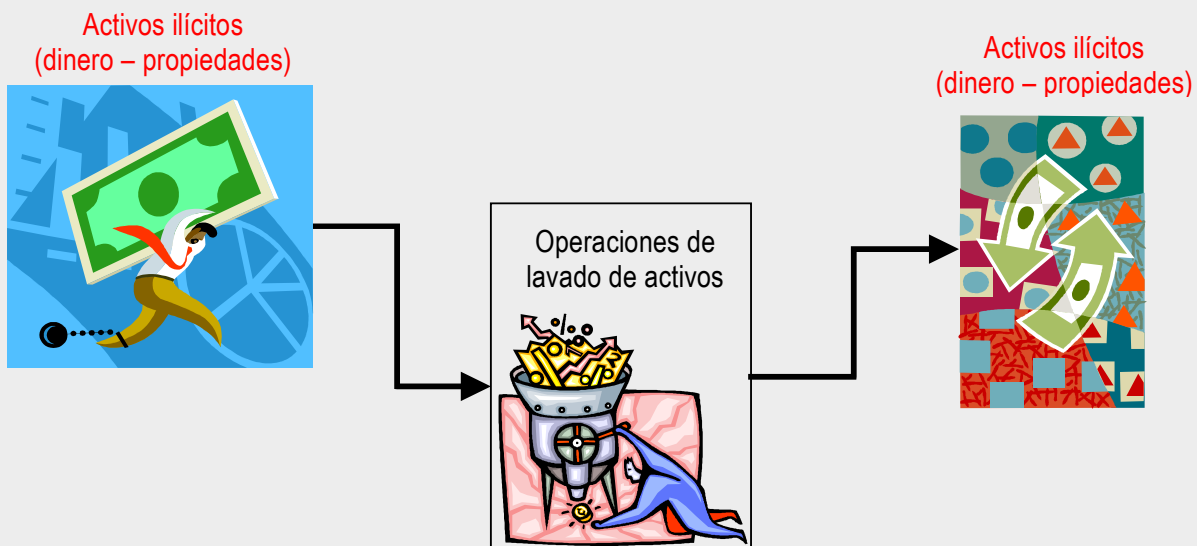 Activos ilícitos
(dinero – propiedades)
Operaciones de
lavado de activos
Activos ilícitos
(dinero – propiedades)